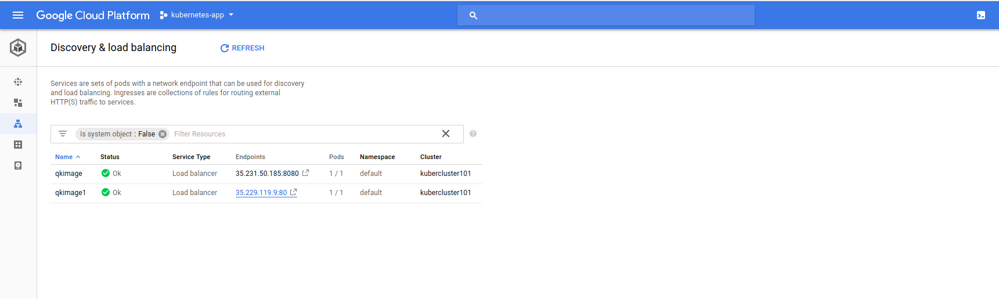 Google Cloud Platform kubernetes-app
Discovery & load balancing REFRESH
Services are sets of pods with a network endpoint that can be used for discovery
and load balancing. Ingresses are collections of rules for routing external
HTTP(S) traffic to services.
Is system object : False Filter Resources
Name Status Service Type Endpoints Pods Namespace Cluster
qkimage Ok Load balancer 35.231.50.185:8080 1 / 1 default kubercluster101
qkimage1 Ok Load balancer 35.229.119.9:80 1 / 1 default kubercluster101